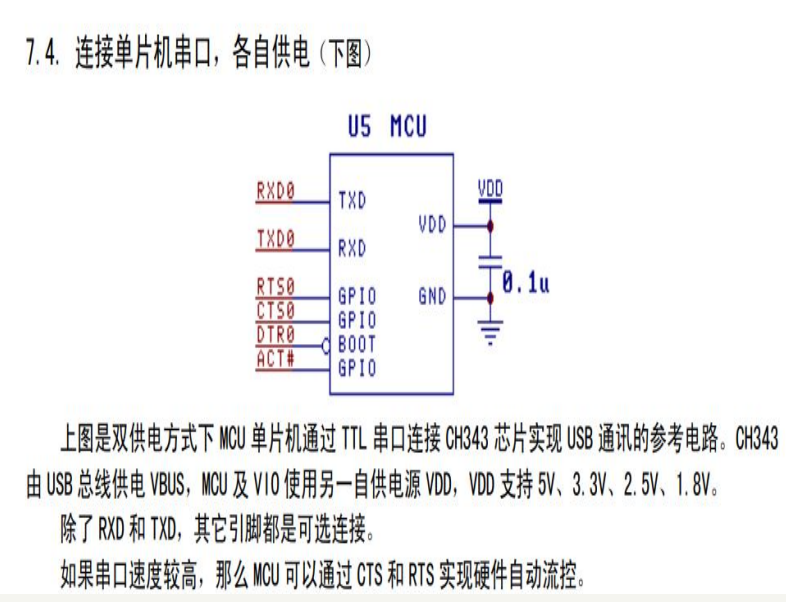 7.4. 连接单片机串口，各自供电（下图）
U5 MCU
RXD0
TXD
VDD
VDD
TXD0
RXD
RTS0
GPIO
GND
0.1u
CTS0
GPIO
DTR0
BOOT
ACT#
GPIO
上图是双供电方式下 MCU 单片机通过 TTL 串口连接 CH343 芯片实现 USB 通讯的参考电路。CH343
由 USB 总线供电 VBUS，MCU 及 VIO 使用另一自供电源 VDD，VDD 支持 5V、3.3V、2.5V、1.8V。
除了 RXD 和 TXD，其它引脚都是可选连接。
如果串口速度较高，那么 MCU 可以通过 CTS 和 RTS 实现硬件自动流控。